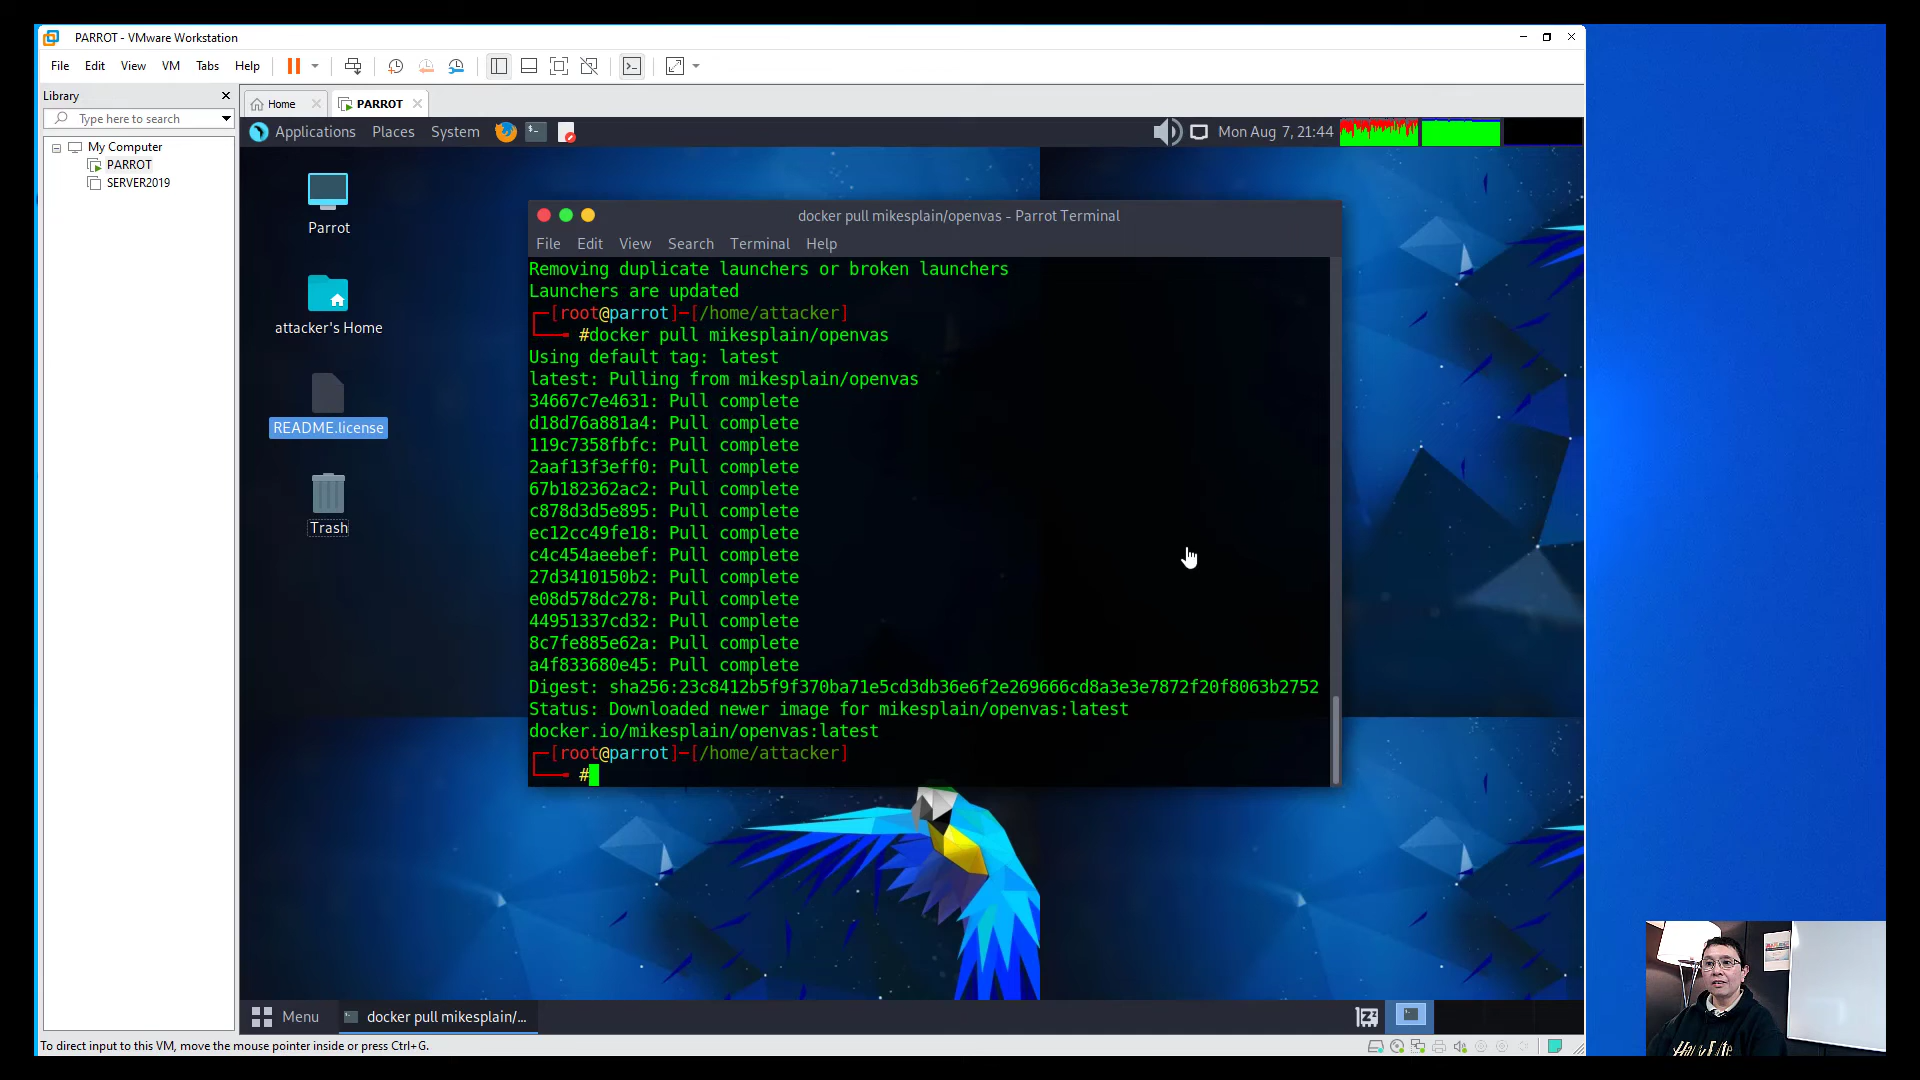 PARROT - VMware Workstation
File Edit View VM Tabs Help
Library
Type here to search
My Computer
PARROT
SERVER2019
Home
PARROT
Applications Places System
Mon Aug 7, 21:44
Parrot
attacker's Home
README.license
Trash
docker pull mikesplain/openvas - Parrot Terminal
File Edit View Search Terminal Help
Removing duplicate launchers or broken launchers
Launchers are updated
[root@parrot]─[/home/attacker]
#docker pull mikesplain/openvas
Using default tag: latest
latest: Pulling from mikesplain/openvas
34667c7e4631: Pull complete
d18d76a881a4: Pull complete
119c7358fbfc: Pull complete
2aaf13f3eff0: Pull complete
67b182362ac2: Pull complete
c878d3d5e895: Pull complete
ec12cc49fe18: Pull complete
c4c454aeebef: Pull complete
27d3410150b2: Pull complete
e08d578dc278: Pull complete
44951337cd32: Pull complete
8c7fe885e62a: Pull complete
a4f833680e45: Pull complete
Digest: sha256:23c8412b5f9f370ba71e5cd3db36e6f2e269666cd8a3e3e7872f20f8063b2752
Status: Downloaded newer image for mikesplain/openvas:latest
docker.io/mikesplain/openvas:latest
[root@parrot]─[/home/attacker]
#
Menu
docker pull mikesplain/...
To direct input to this VM, move the mouse pointer inside or press Ctrl+G.